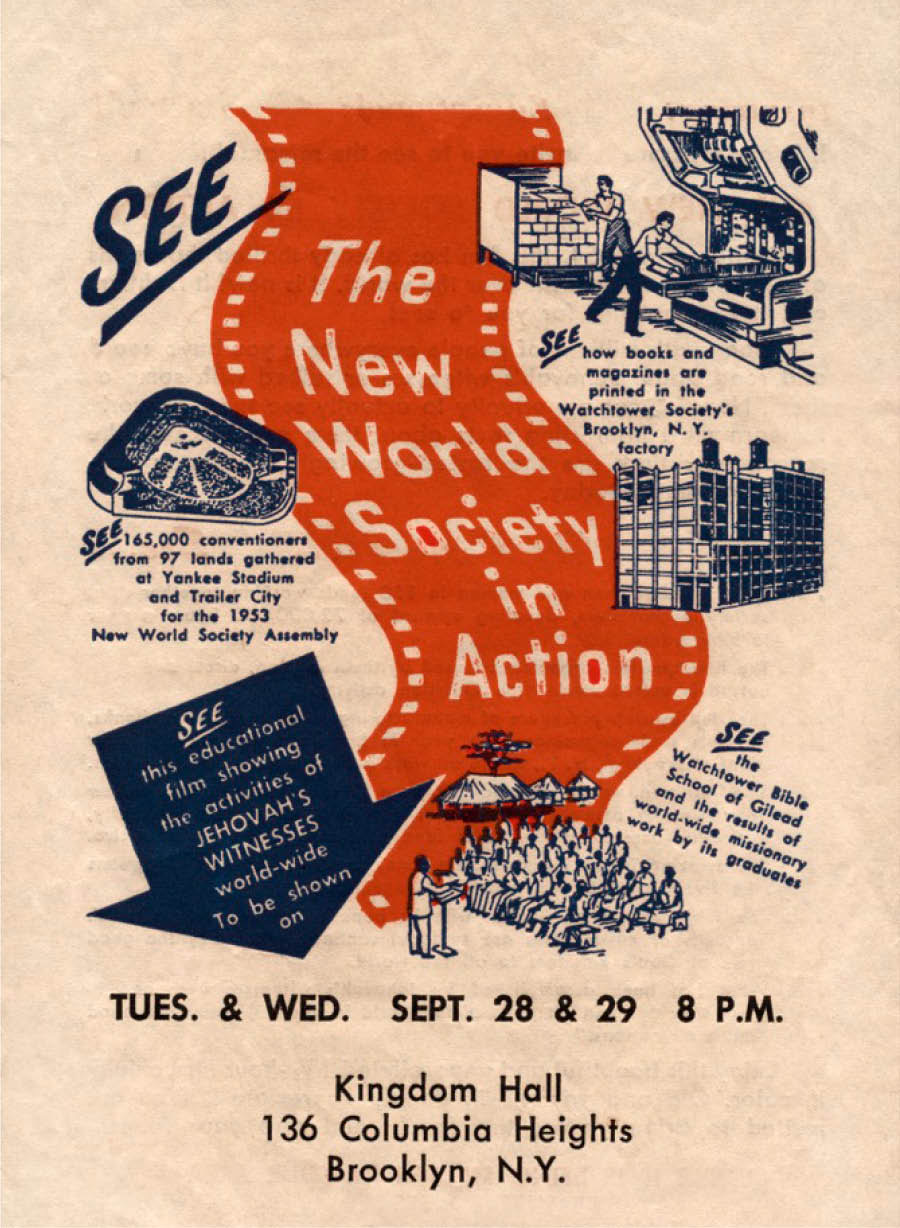 SEE
The
New
World
Society
in
Action
SEE
how books and
magazines are
printed in the
Watchtower Society's
Brooklyn, N. Y.
factory
SEE 165,000 conventioners
from 97 lands gathered
at Yankee Stadium
and Trailer City
for the 1953
New World Society Assembly
SEE
this educational
film showing
the activities of
JEHOVAH'S
WITNESSES
world-wide
To be shown
on
SEE
the
Watchtower Bible
School of Gilead
and the results of
world-wide missionary
work by its graduates
TUES. & WED. SEPT. 28 & 29 8 P.M.
Kingdom Hall
136 Columbia Heights
Brooklyn, N.Y.